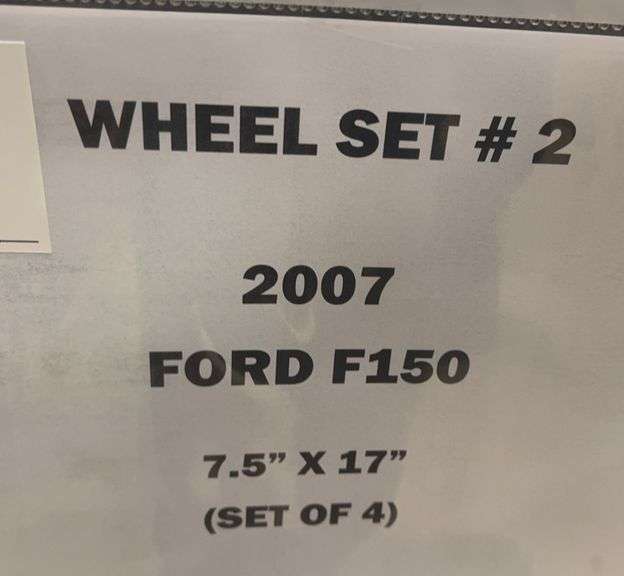 WHEEL SET # 2
2007
FORD F150
7.5” X 17”
(SET OF 4)